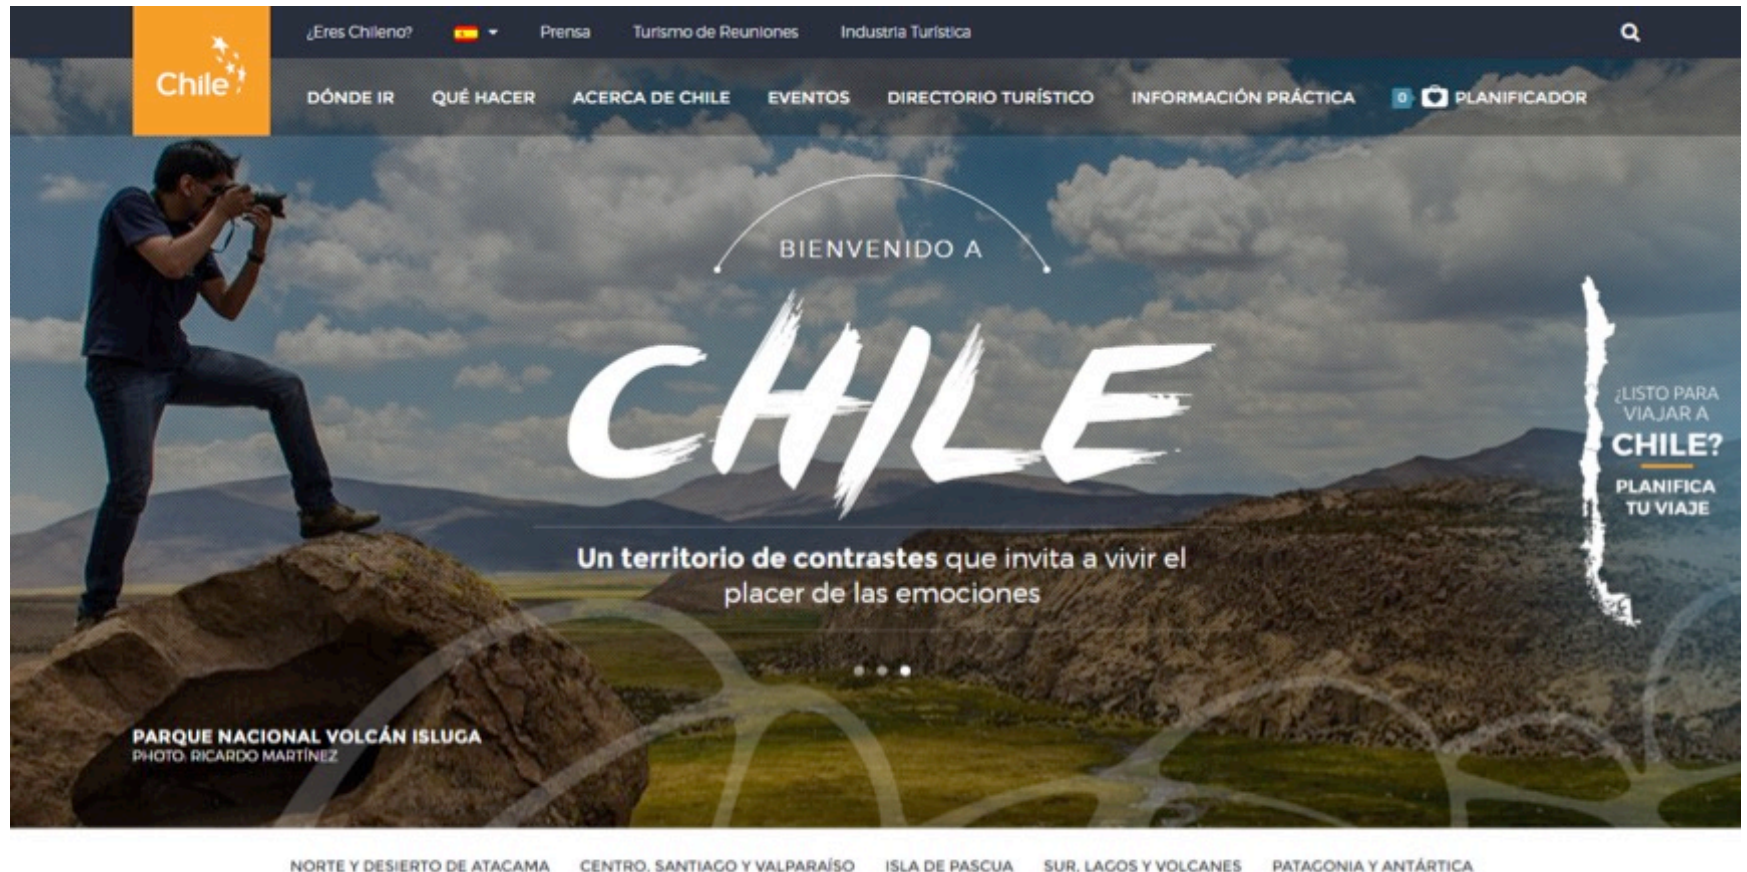 ¿Eres Chileno?
Prensa
Turismo de Reuniones
Industria Turística
Chile
DÓNDE IR
QUÉ HACER
ACERCA DE CHILE
EVENTOS
DIRECTORIO TURÍSTICO
INFORMACIÓN PRÁCTICA
0
PLANIFICADOR
BIENVENIDO A
CHILE
Un territorio de contrastes que invita a vivir el
placer de las emociones
¿LISTO PARA
VIAJAR A
CHILE?
PLANIFICA
TU VIAJE
PARQUE NACIONAL VOLCÁN ISLUGA
PHOTO: RICARDO MARTÍNEZ
NORTE Y DESIERTO DE ATACAMA
CENTRO, SANTIAGO Y VALPARAÍSO
ISLA DE PASCUA
SUR, LAGOS Y VOLCANES
PATAGONIA Y ANTÁRTICA